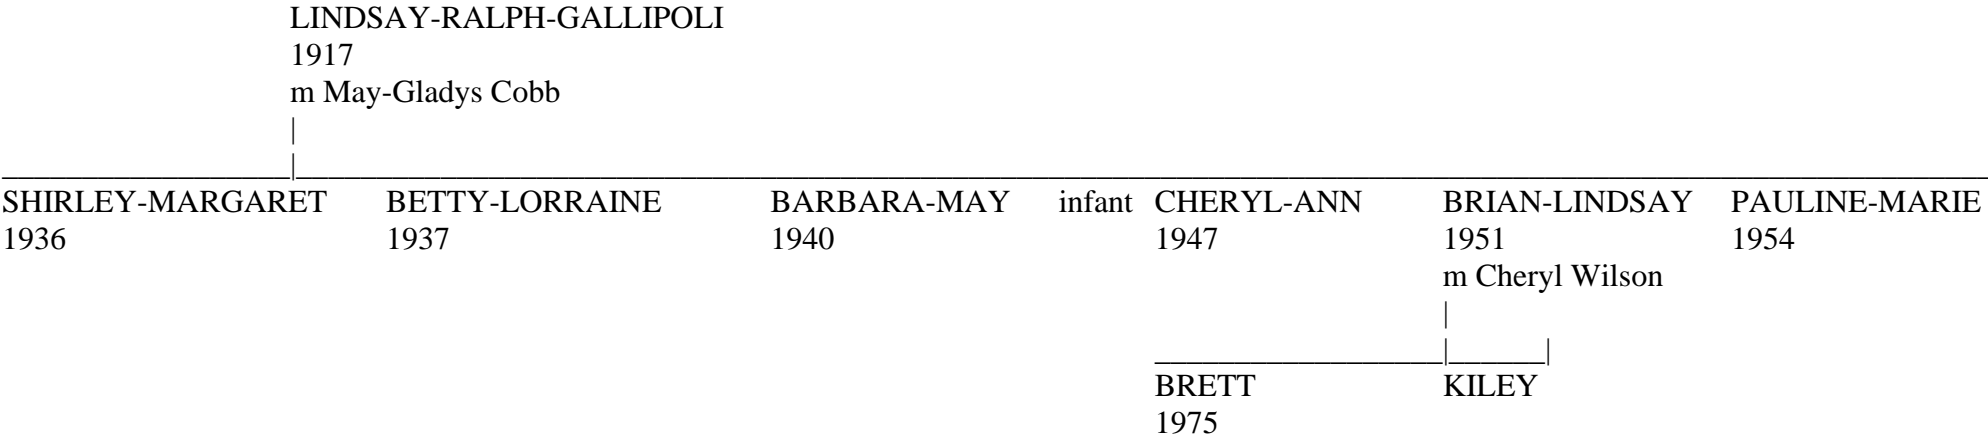 LINDSAY-RALPH-GALLIPOLI
1917
m May-Gladys Cobb
SHIRLEY-MARGARET BETTY-LORRAINE BARBARA-MAY infant CHERYL-ANN BRIAN-LINDSAY PAULINE-MARIE
1936 1937 1940 1947 1951 1954
m Cheryl Wilson
BRETT KILEY
1975